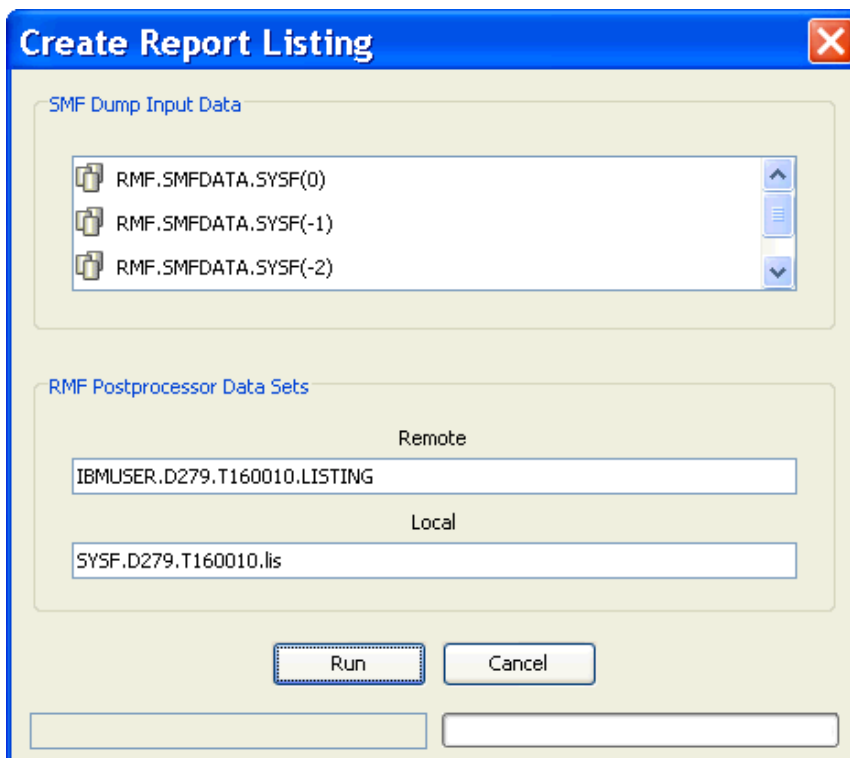 Create Report Listing
SMF Dump Input Data
RMF.SMFDATA.SYSF(0)
RMF.SMFDATA.SYSF(-1)
RMF.SMFDATA.SYSF(-2)
RMF Postprocessor Data Sets
Remote
IBMUSER.D279.T160010.LISTING
Local
SYSF.D279.T160010.lis
Run Cancel